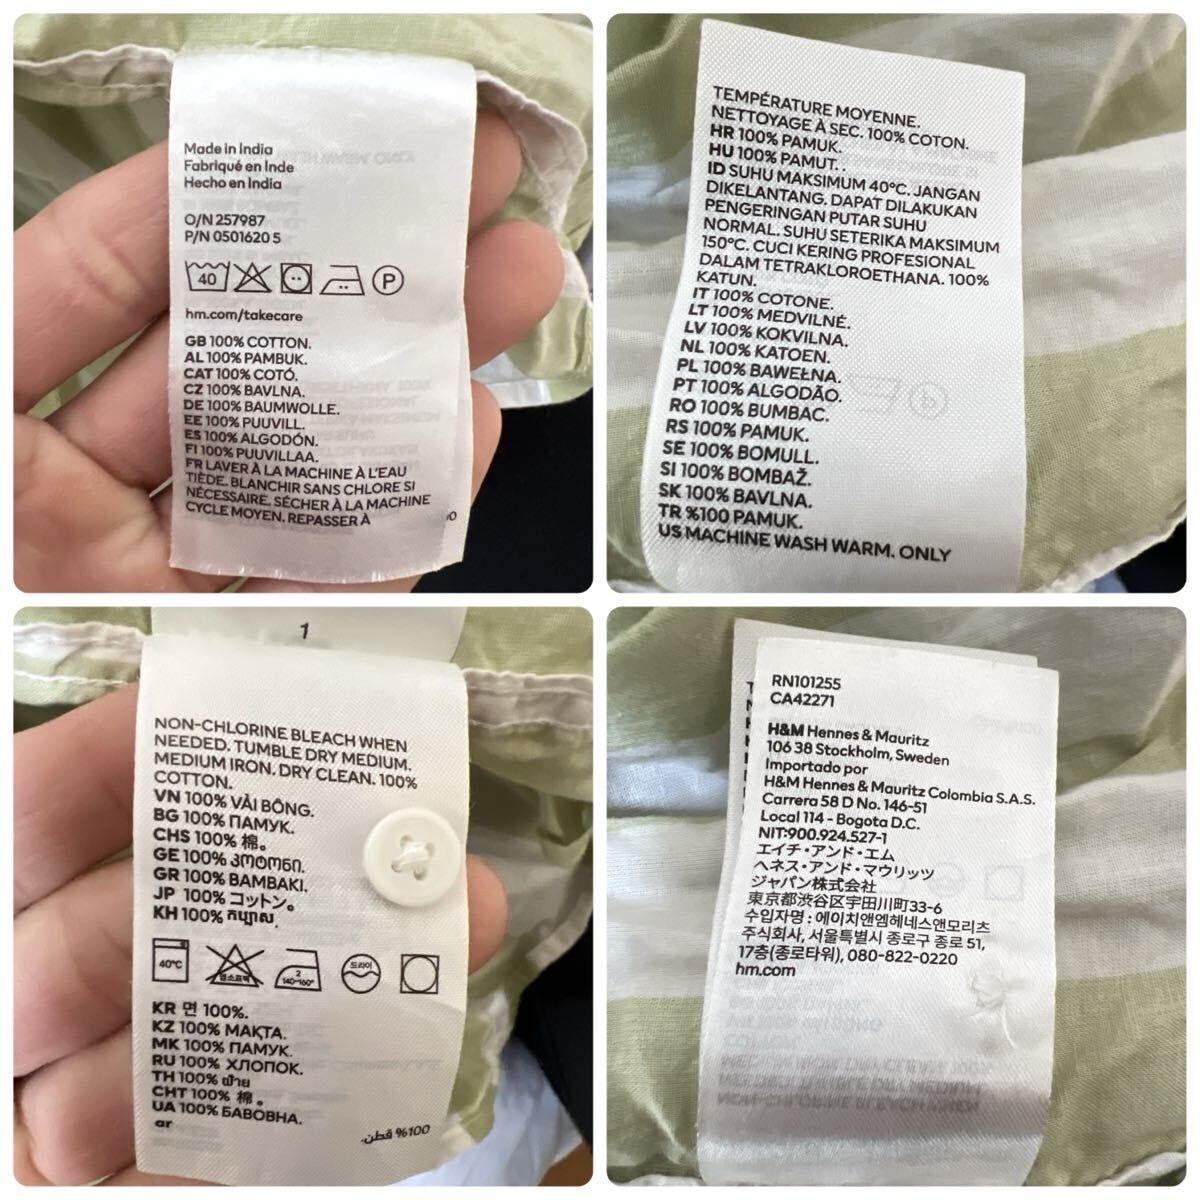 Made in India
Fabriqué en Inde
Hecho en India
O/N 257987
P/N 0501620 5
40
P
hm.com/takecare
GB 100% COTTON.
AL 100% PAMBUK.
CAT 100% COTÓ.
CZ 100% BAVLNA.
DE 100% BAUMWOLLE.
EE 100% PUUVILL.
ES 100% ALGODÓN.
FI 100% PUUVILLAA.
FR LAVER À LA MACHINE À L'EAU
TIÈDE. BLANCHIR SANS CHLORE SI
NÉCESSAIRE. SÉCHER À LA MACHINE
CYCLE MOYEN. REPASSER À
TEMPÉRATURE MOYENNE.
NETTOYAGE À SEC. 100% COTON.
HR 100% PAMUK.
HU 100% PAMUT. .
ID SUHU MAKSIMUM 40°C. JANGAN
DIKELANTANG. DAPAT DILAKUKAN
PENGERINGAN PUTAR SUHU
NORMAL. SUHU SETERIKA MAKSIMUM
150°C. CUCI KERING PROFESIONAL
DALAM TETRAKLOROETHANA. 100%
KATUN.
IT 100% COTONE.
LT 100% MEDVILNĖ.
LV 100% KOKVILNA.
NL 100% KATOEN.
PL 100% BAWEŁNA.
PT 100% ALGODÃO.
RO 100% BUMBAC.
RS 100% PAMUK.
SE 100% BOMULL.
SI 100% BOMBAŽ.
SK 100% BAVLNA.
TR %100 PAMUK.
US MACHINE WASH WARM. ONLY
1
NON-CHLORINE BLEACH WHEN
NEEDED. TUMBLE DRY MEDIUM.
MEDIUM IRON. DRY CLEAN. 100%
COTTON.
VN 100% VẢI BÔNG.
BG 100% ПАМУК.
CHS 100% 棉。
GE 100% ᲙᲝᲢᲝᲜᲘ.
GR 100% ΒΑΜΒΑΚΙ.
JP 100% コットン。
KH 100% កប្បាស.
40°C
염소표백
2
140-160°
드라이
KR 면 100%.
KZ 100% МАҚТА.
MK 100% ПАМУК.
RU 100% ХЛОПОК.
TH 100% ฝ้าย
CHT 100% 棉。
UA 100% БАВОВНА.
ar
100% قطن.
RN101255
CA42271
H&M Hennes & Mauritz
106 38 Stockholm, Sweden
Importado por
H&M Hennes & Mauritz Colombia S.A.S.
Carrera 58 D No. 146-51
Local 114 - Bogota D.C.
NIT:900.924.527-1
エイチ・アンド・エム
ヘネス・アンド・マウリッツ
ジャパン株式会社
東京都渋谷区宇田川町33-6
수입자명 : 에이치앤엠헤네스앤모리츠
주식회사, 서울특별시 종로구 종로 51,
17층(종로타워), 080-822-0220
hm.com